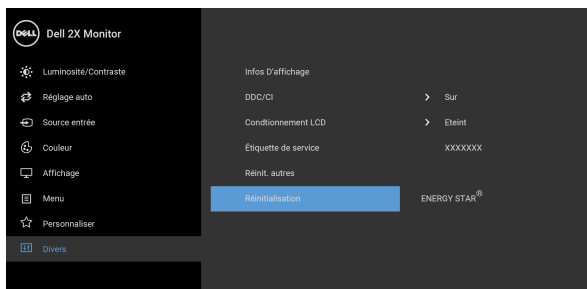 DELL Dell 2X Monitor
Luminosité/Contraste
Réglage auto
Source entrée
Couleur
Affichage
Menu
Personnaliser
Divers
Infos D'affichage
DDC/CI > Sur
Condtionnement LCD > Eteint
Étiquette de service XXXXXXX
Réinit. autres
Réinitialisation ENERGY STAR®